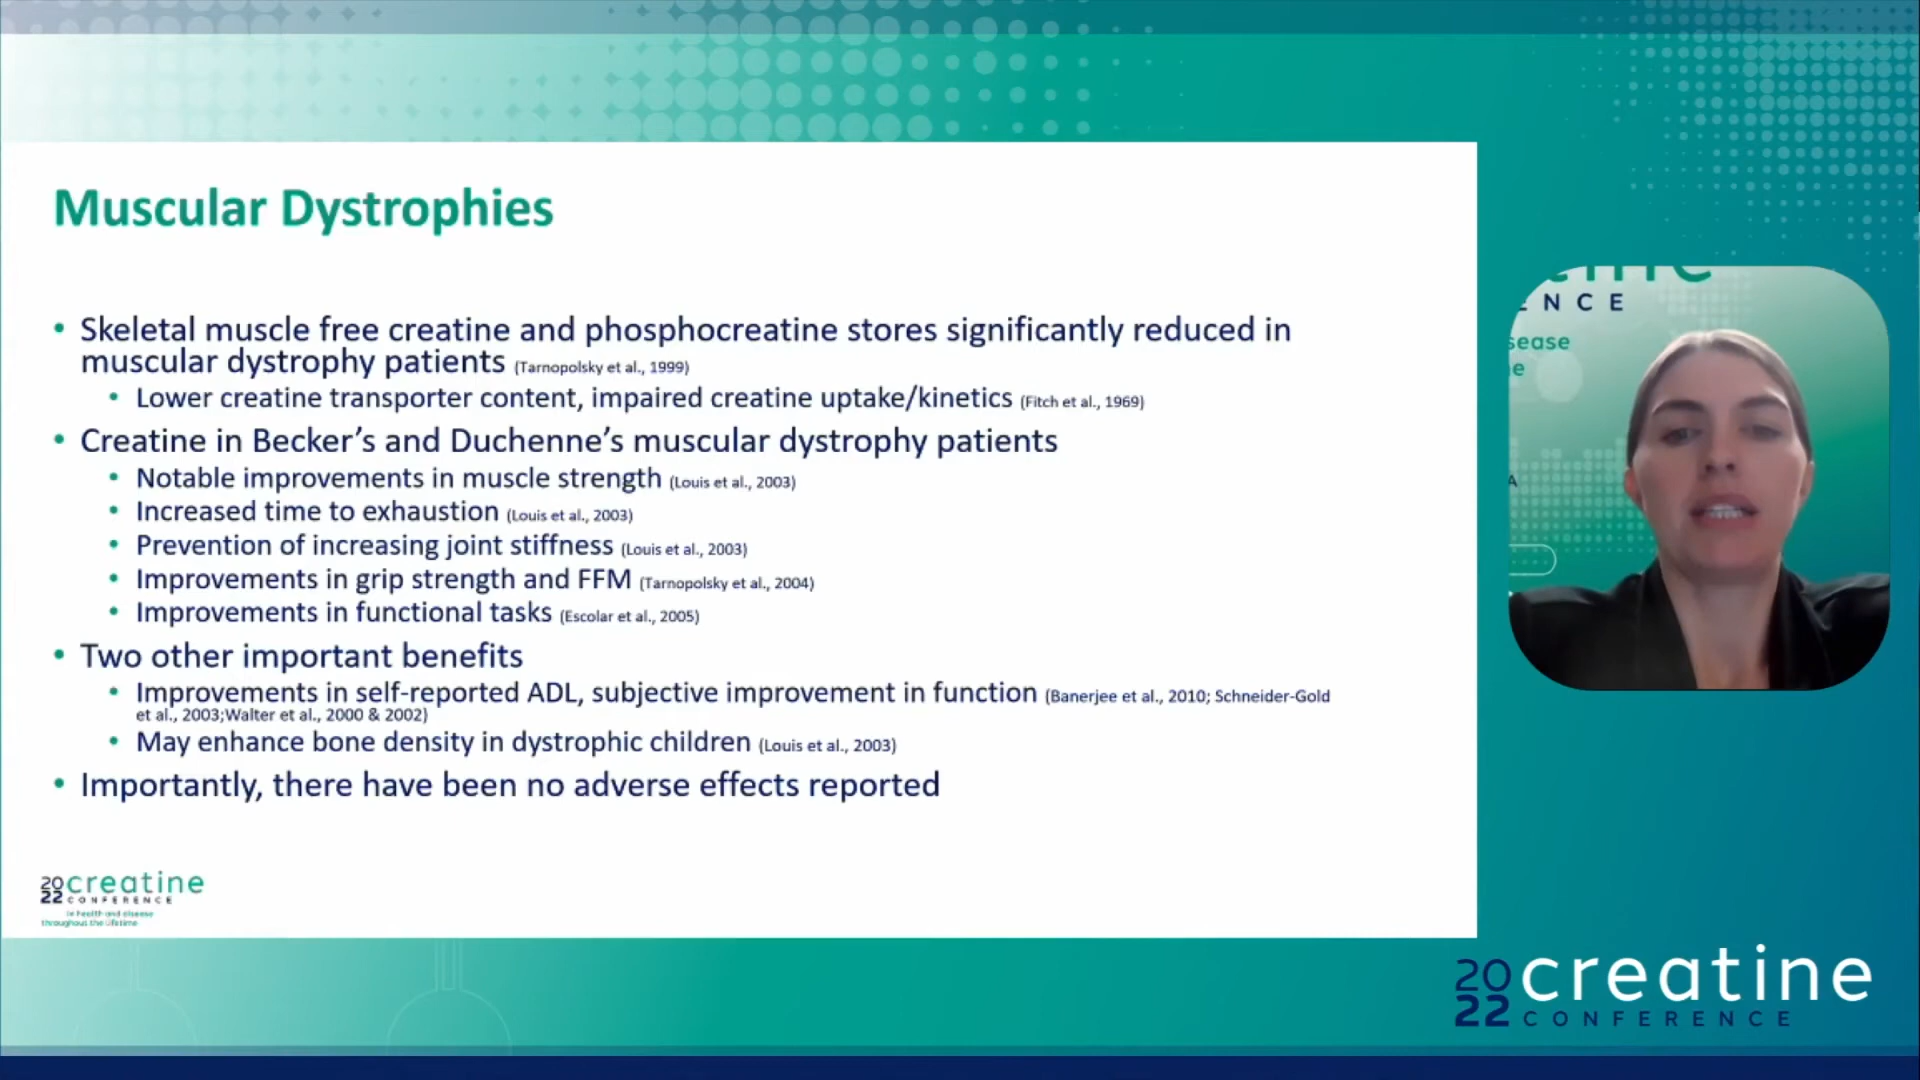 Muscular Dystrophies
• Skeletal muscle free creatine and phosphocreatine stores significantly reduced in
muscular dystrophy patients (Tarnopolsky et al., 1999)
• Lower creatine transporter content, impaired creatine uptake/kinetics (Fitch et al., 1969)
• Creatine in Becker’s and Duchenne’s muscular dystrophy patients
• Notable improvements in muscle strength (Louis et al., 2003)
• Increased time to exhaustion (Louis et al., 2003)
• Prevention of increasing joint stiffness (Louis et al., 2003)
• Improvements in grip strength and FFM (Tarnopolsky et al., 2004)
• Improvements in functional tasks (Escolar et al., 2005)
• Two other important benefits
• Improvements in self-reported ADL, subjective improvement in function (Banerjee et al., 2010; Schneider-Gold
et al., 2003;Walter et al., 2000 & 2002)
• May enhance bone density in dystrophic children (Louis et al., 2003)
• Importantly, there have been no adverse effects reported
2022 creatine
CONFERENCE
in health and disease
throughout the lifetime
ENCE
sease
e
A
2022 creatine
CONFERENCE